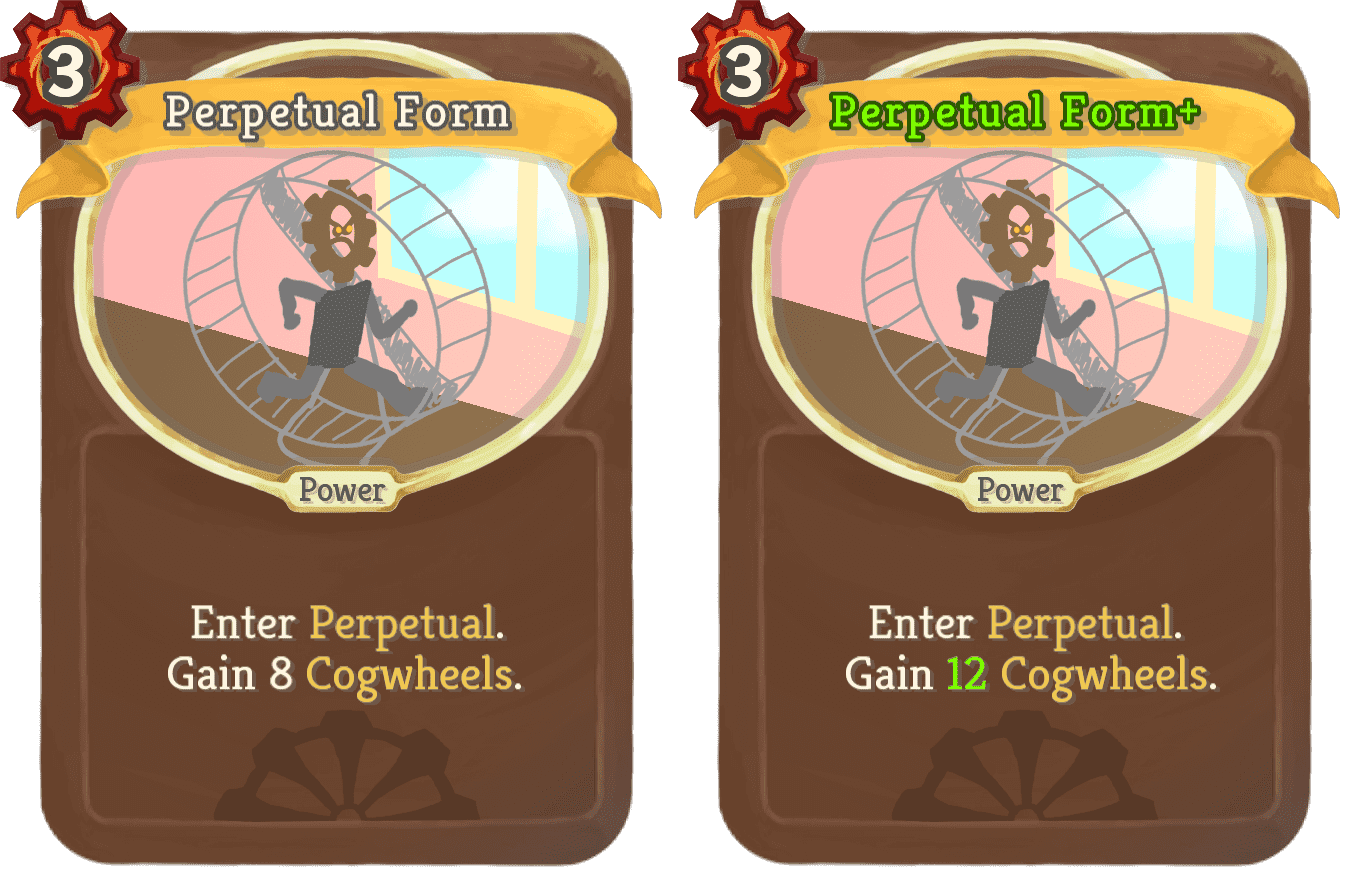 3
Perpetual Form
Power
Enter Perpetual.
Gain 8 Cogwheels.
3
Perpetual Form+
Power
Enter Perpetual.
Gain 12 Cogwheels.